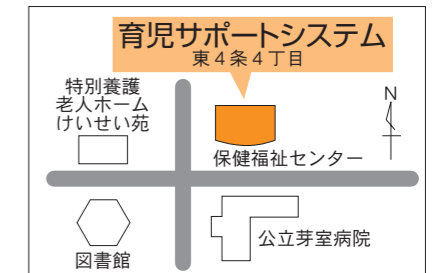 育児サポートシステム
東４条４丁目
特別養護
老人ホーム
けいせい苑
N
保健福祉センター
図書館
公立芽室病院